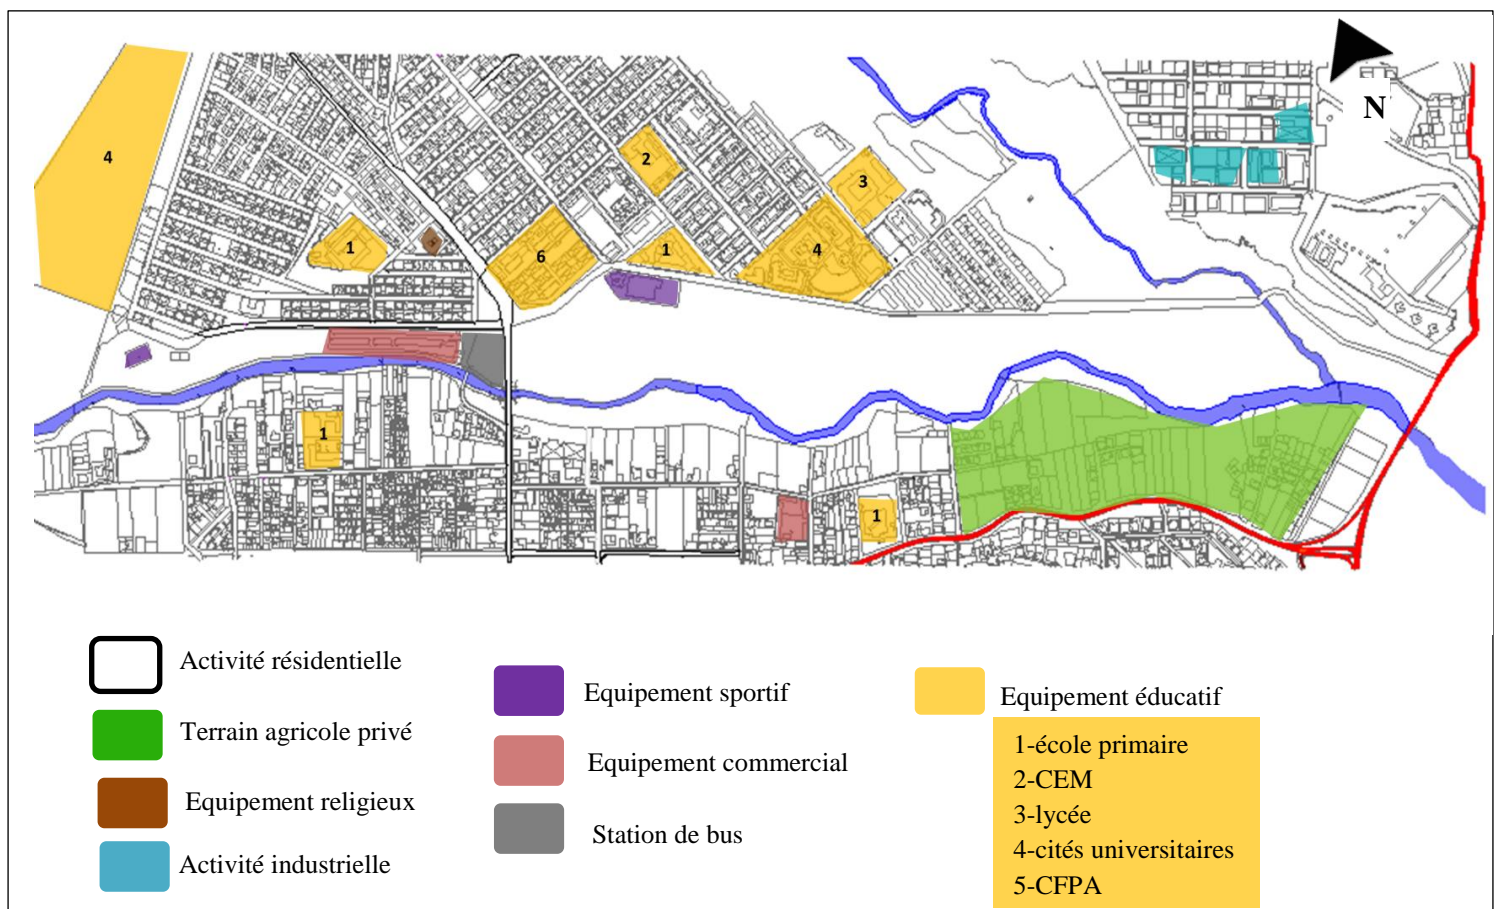 N
4
2
3
1
6
1
4
1
1
Activité résidentielle
Terrain agricole privé
Equipement religieux
Activité industrielle
Equipement sportif
Equipement commercial
Station de bus
Equipement éducatif
1-école primaire
2-CEM
3-lycée
4-cités universitaires
5-CFPA